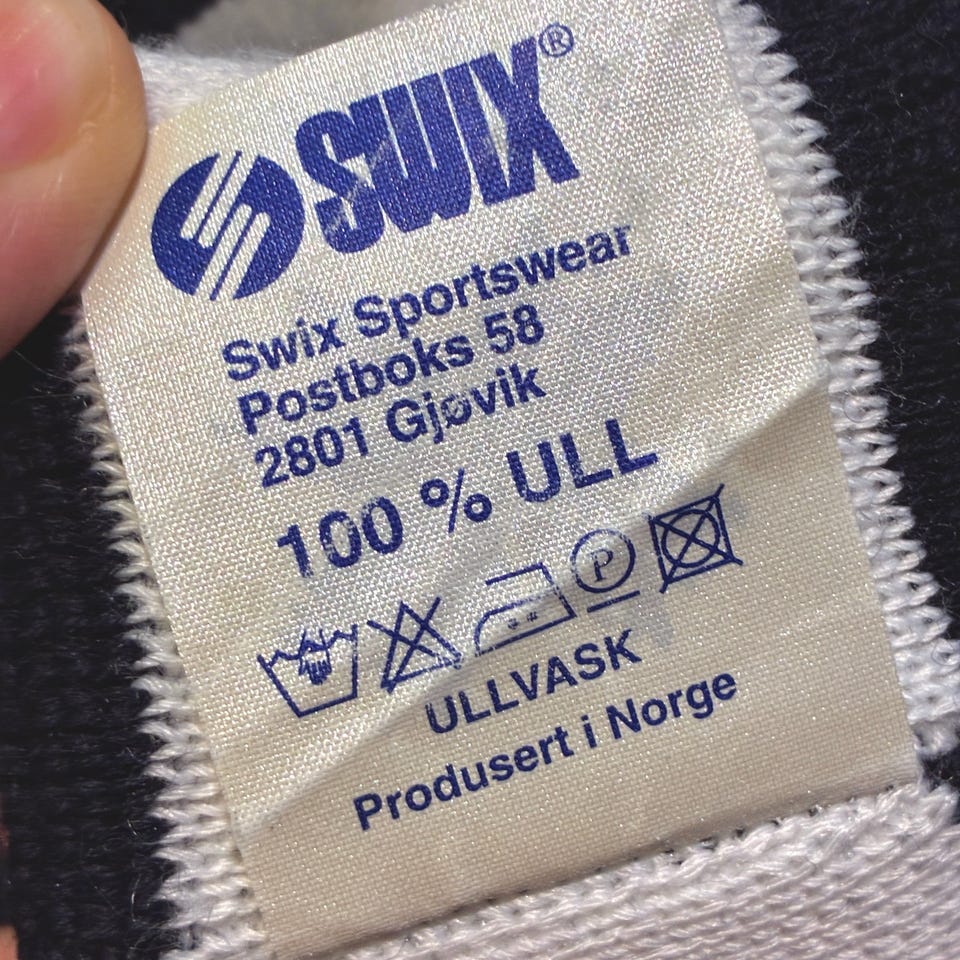 SWIX®
Swix Sportswear
Postboks 58
2801 Gjøvik
100 % ULL
P
ULLVASK
Produsert i Norge